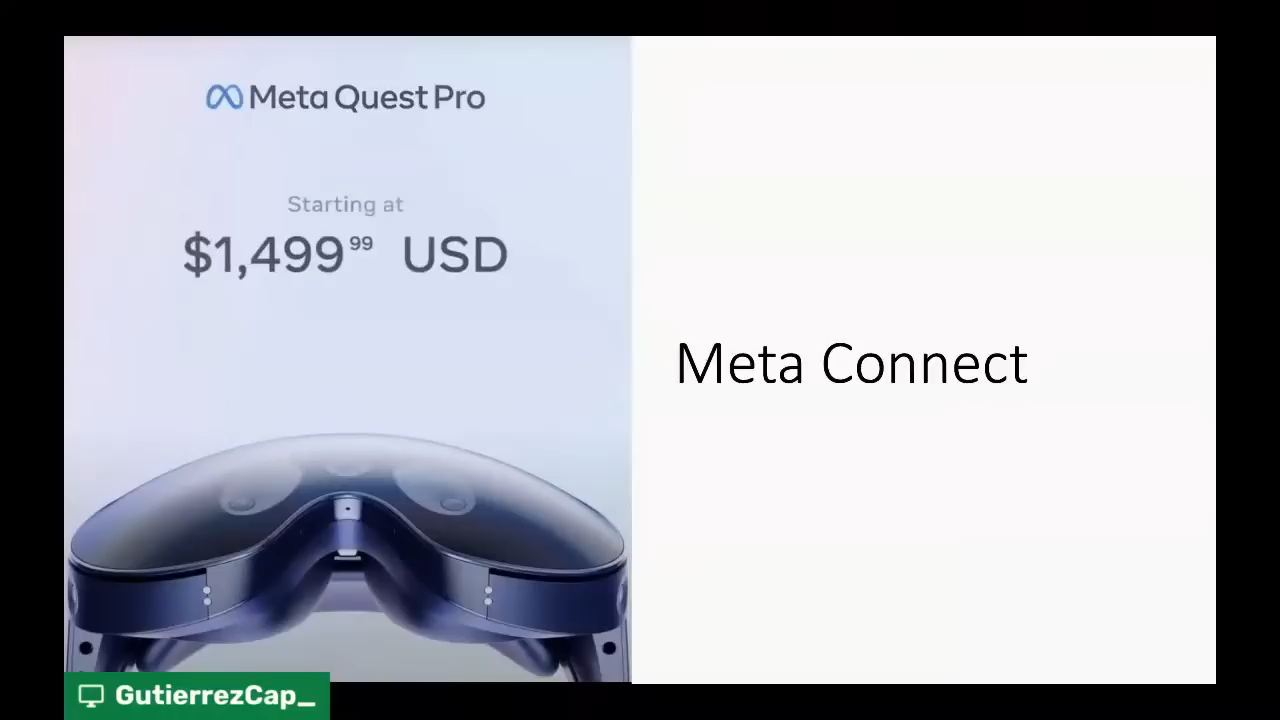 Meta Quest Pro
Starting at
$1,499⁹⁹ USD
Meta Connect
GutierrezCap_